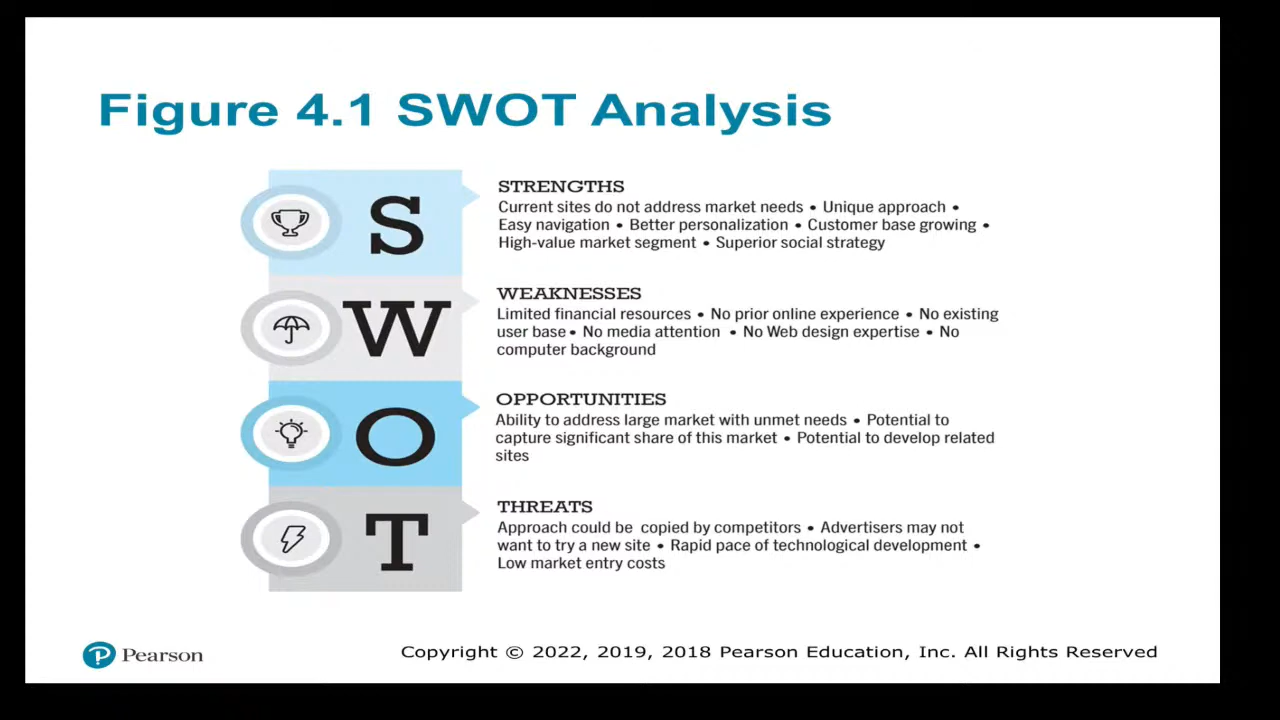 Figure 4.1 SWOT Analysis
S
STRENGTHS
Current sites do not address market needs • Unique approach •
Easy navigation • Better personalization • Customer base growing •
High-value market segment • Superior social strategy
W
WEAKNESSES
Limited financial resources • No prior online experience • No existing
user base • No media attention • No Web design expertise • No
computer background
O
OPPORTUNITIES
Ability to address large market with unmet needs • Potential to
capture significant share of this market • Potential to develop related
sites
T
THREATS
Approach could be copied by competitors • Advertisers may not
want to try a new site • Rapid pace of technological development •
Low market entry costs
P Pearson
Copyright © 2022, 2019, 2018 Pearson Education, Inc. All Rights Reserved